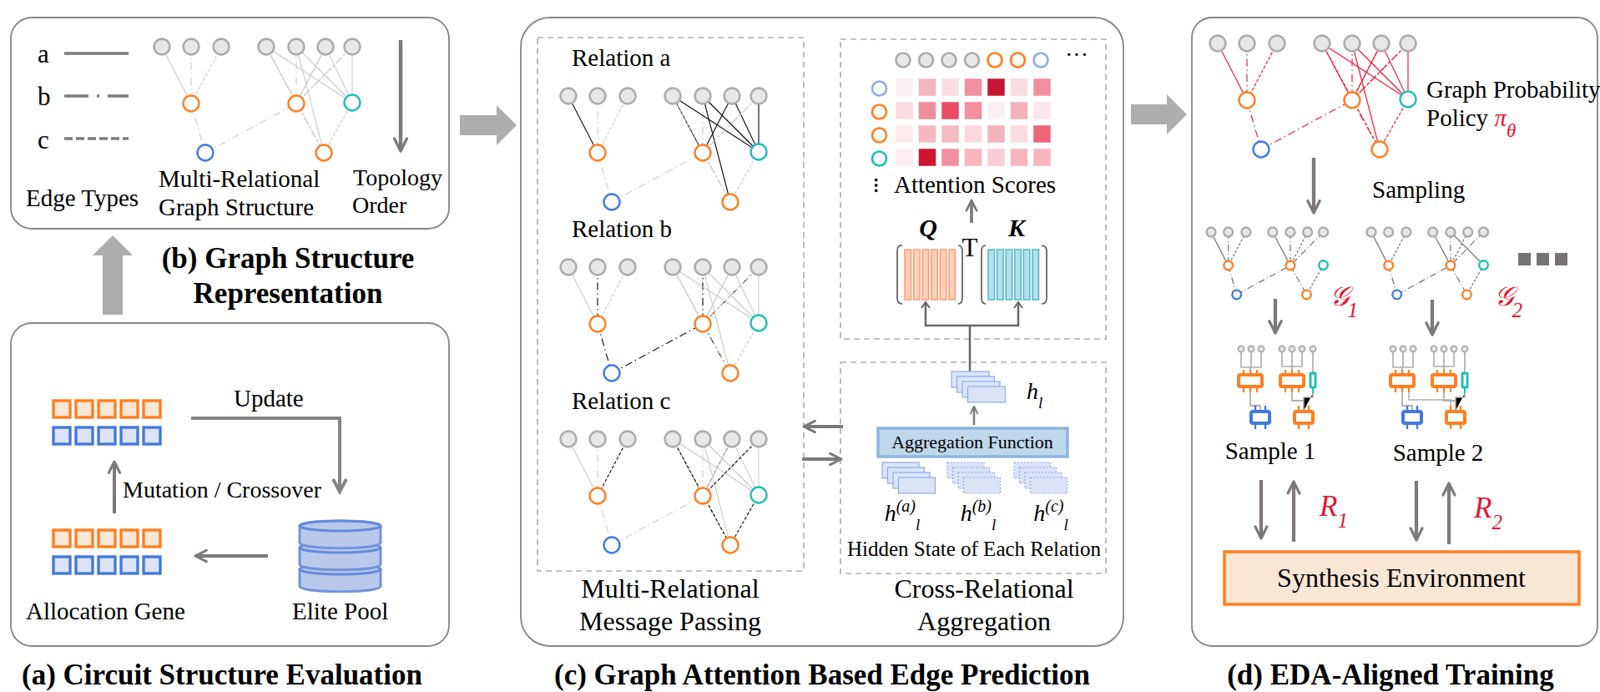 a
b
c
Edge Types
Multi-Relational
Graph Structure
Topology
Order
(b) Graph Structure
Representation
Update
Mutation / Crossover
Allocation Gene
Elite Pool
(a) Circuit Structure Evaluation
Relation a
Relation b
Relation c
Multi-Relational
Message Passing
...
⋮ Attention Scores
Q T K
h_l
Aggregation Function
h^(a)_l h^(b)_l h^(c)_l
Hidden State of Each Relation
Cross-Relational
Aggregation
(c) Graph Attention Based Edge Prediction
Graph Probability
Policy π_θ
Sampling
𝒢_1 𝒢_2
Sample 1 Sample 2
R_1 R_2
Synthesis Environment
(d) EDA-Aligned Training